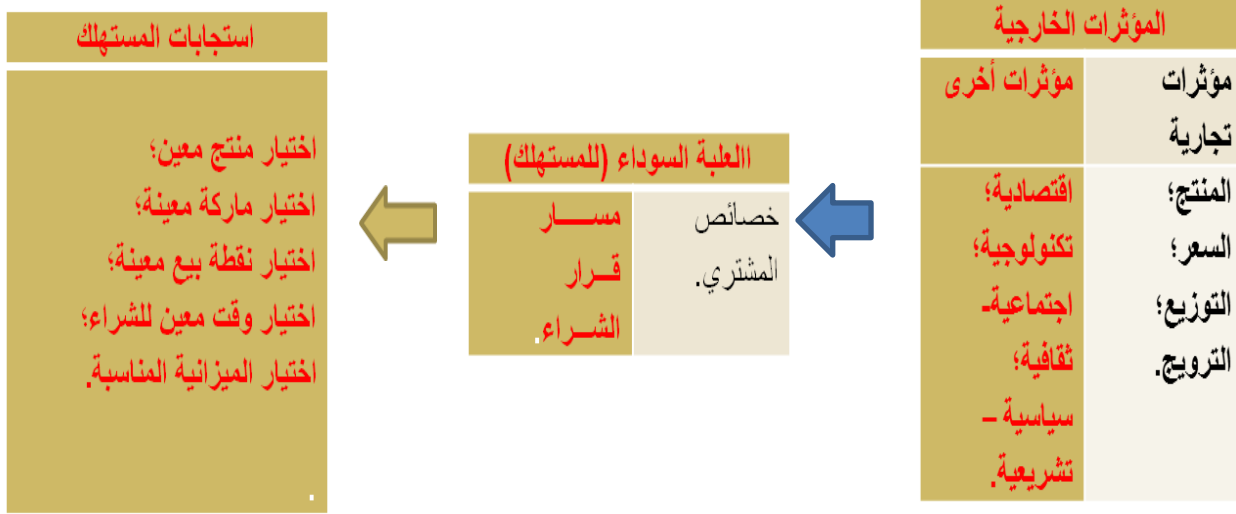 المؤثرات الخارجية
مؤثرات
تجارية
مؤثرات أخرى
المنتج؛
السعر؛
التوزيع؛
الترويج.
اقتصادية؛
تكنولوجية؛
اجتماعية-
ثقافية؛
سياسية –
تشريعية.
االعلبة السوداء (للمستهلك)
خصائص
المشتري.
مســـــار
قــرار
الشـــراء.
استجابات المستهلك
اختيار منتج معين؛
اختيار ماركة معينة؛
اختيار نقطة بيع معينة؛
اختيار وقت معين للشراء؛
اختيار الميزانية المناسبة.
.